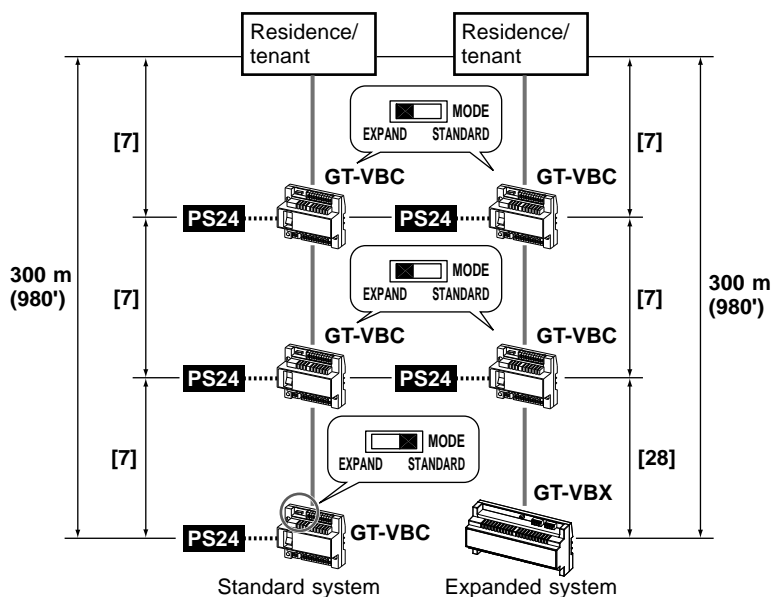 Residence/
tenant
Residence/
tenant
MODE
EXPAND STANDARD
[7]
[7]
GT-VBC
GT-VBC
PS24
PS24
300 m
(980')
300 m
(980')
MODE
EXPAND STANDARD
[7]
[7]
GT-VBC
GT-VBC
PS24
PS24
MODE
EXPAND STANDARD
[7]
[28]
GT-VBX
PS24
GT-VBC
Standard system
Expanded system